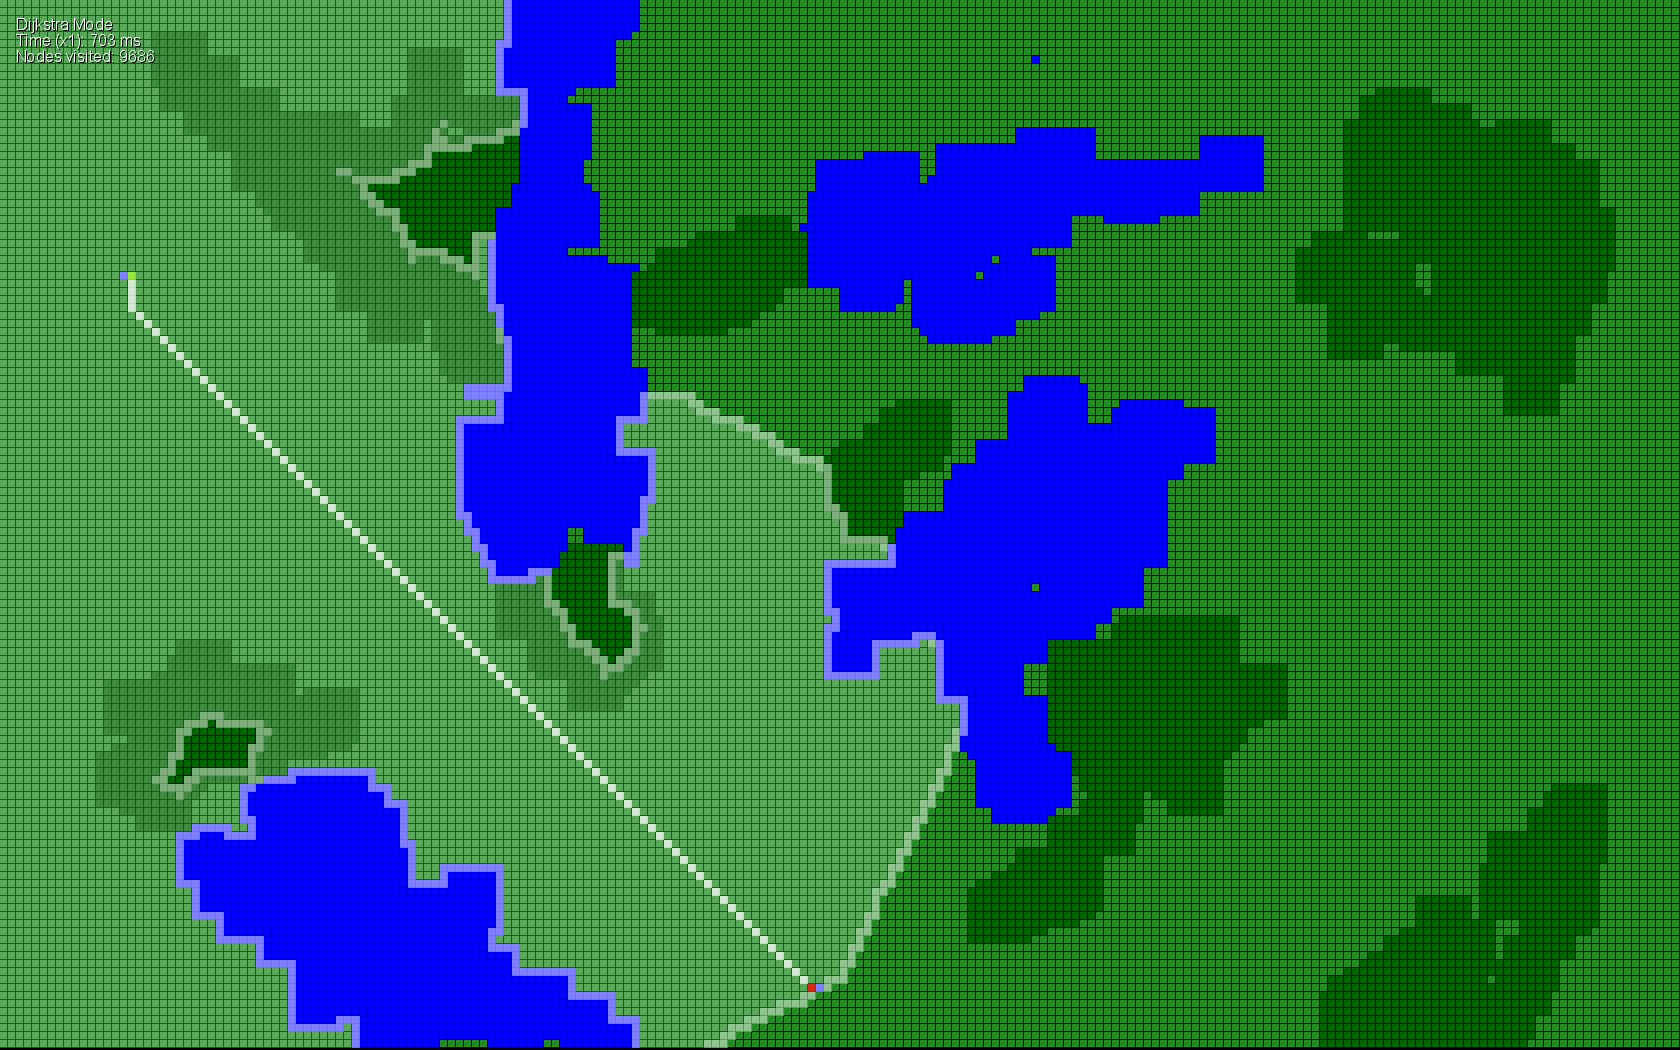 Dijkstra Mode
Time (x1): 703 ms
Nodes visited: 9686